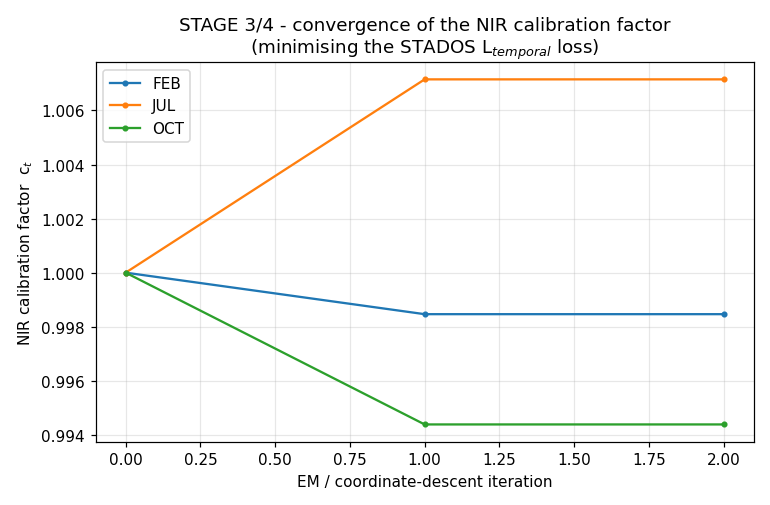 STAGE 3/4 - convergence of the NIR calibration factor
(minimising the STADOS L_temporal loss)
FEB
JUL
OCT
NIR calibration factor c_t
1.006
1.004
1.002
1.000
0.998
0.996
0.994
0.00 0.25 0.50 0.75 1.00 1.25 1.50 1.75 2.00
EM / coordinate-descent iteration